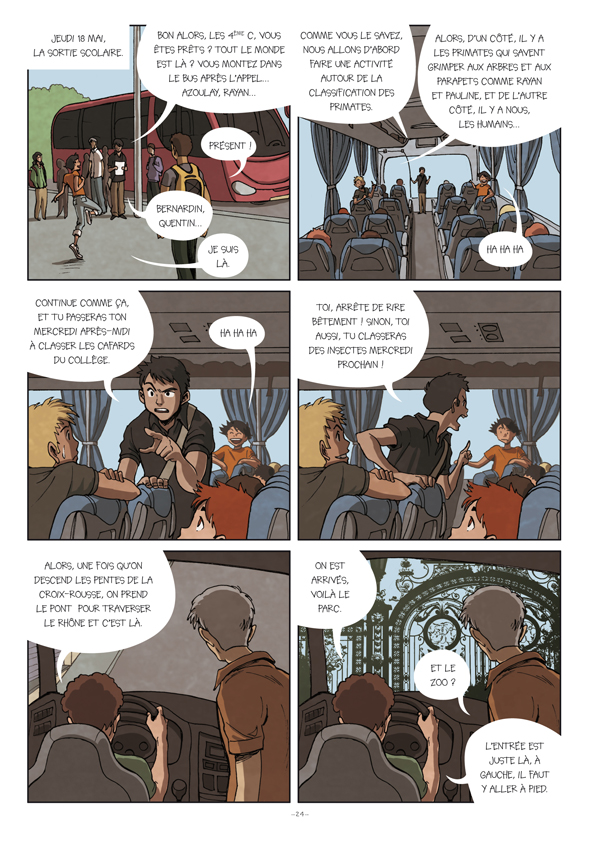 JEUDI 18 MAI,
LA SORTIE SCOLAIRE.
BON ALORS, LES 4ÈME C, VOUS
ÊTES PRÊTS ? TOUT LE MONDE
EST LÀ ? VOUS MONTEZ DANS
LE BUS APRÈS L'APPEL...
AZOULAY, RAYAN...
PRÉSENT !
BERNARDIN,
QUENTIN...
JE SUIS
LÀ.
COMME VOUS LE SAVEZ,
NOUS ALLONS D'ABORD
FAIRE UNE ACTIVITÉ
AUTOUR DE LA
CLASSIFICATION DES
PRIMATES.
ALORS, D'UN CÔTÉ, IL Y A
LES PRIMATES QUI SAVENT
GRIMPER AUX ARBRES ET AUX
PARAPETS COMME RAYAN
ET PAULINE, ET DE L'AUTRE
CÔTÉ, IL Y A NOUS,
LES HUMAINS...
HA HA HA
CONTINUE COMME ÇA,
ET TU PASSERAS TON
MERCREDI APRÈS-MIDI
À CLASSER LES CAFARDS
DU COLLÈGE.
HA HA HA
TOI, ARRÊTE DE RIRE
BÊTEMENT ! SINON, TOI
AUSSI, TU CLASSERAS
DES INSECTES MERCREDI
PROCHAIN !
ALORS, UNE FOIS QU'ON
DESCEND LES PENTES DE LA
CROIX-ROUSSE, ON PREND
LE PONT POUR TRAVERSER
LE RHÔNE ET C'EST LÀ.
ON EST
ARRIVÉS,
VOILÀ LE
PARC.
ET LE
ZOO ?
L'ENTRÉE EST
JUSTE LÀ, À
GAUCHE, IL FAUT
Y ALLER À PIED.
-24-